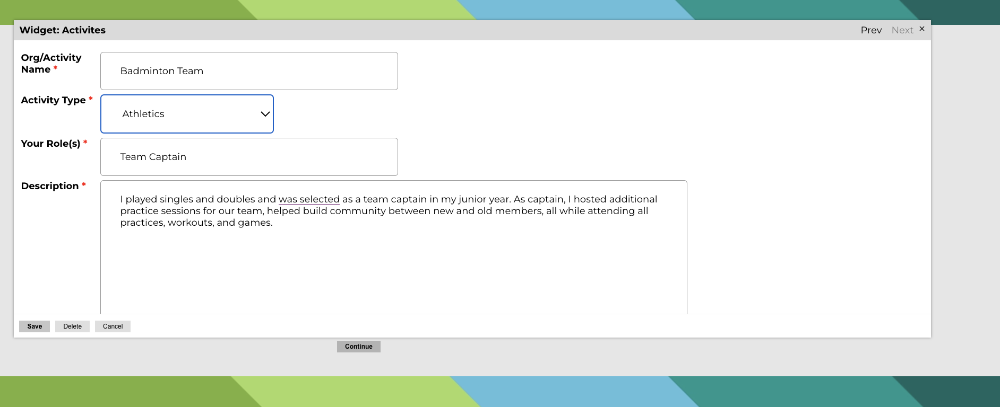 Widget: Activites
Prev Next ×
Org/Activity
Name *
Badminton Team
Activity Type *
Athletics
Your Role(s) *
Team Captain
Description *
I played singles and doubles and was selected as a team captain in my junior year. As captain, I hosted additional
practice sessions for our team, helped build community between new and old members, all while attending all
practices, workouts, and games.
Save Delete Cancel
Continue